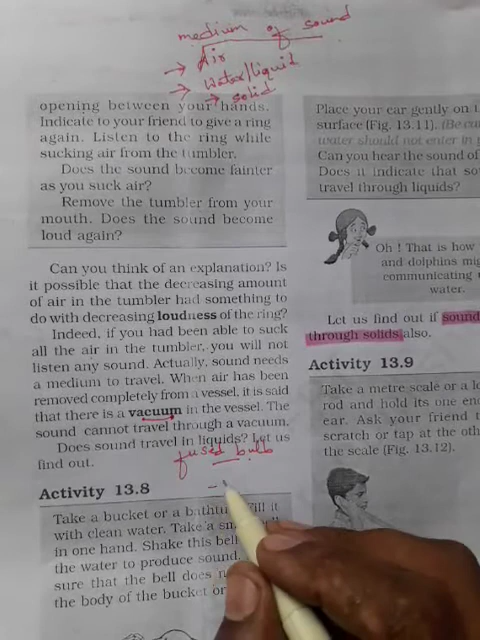 medium of sound
→ Air
→ Water/liquid
→ solid
opening between your hands.
Indicate to your friend to give a ring
again. Listen to the ring while
sucking air from the tumbler.
Does the sound become fainter
as you suck air?
Remove the tumbler from your
mouth. Does the sound become
loud again?
Can you think of an explanation? Is
it possible that the decreasing amount
of air in the tumbler had something to
do with decreasing loudness of the ring?
Indeed, if you had been able to suck
all the air in the tumbler, you will not
listen any sound. Actually, sound needs
a medium to travel. When air has been
removed completely from a vessel, it is said
that there is a vacuum in the vessel. The
sound cannot travel through a vacuum.
Does sound travel in liquids? Let us
find out.
fused bulb
Activity 13.8
Take a bucket or a bathtub. Fill it
with clean water. Take a
in one hand. Shake this bell
the water to produce sound.
sure that the bell does
the body of the bucket or
Place your ear gently on
surface (Fig. 13.11). (Be
water should not enter in
Can you hear the sound of
Does it indicate that
travel through liquids?
Oh ! That is how
and dolphins
communicating
water.
Let us find out if sound
through solids also.
Activity 13.9
Take a metre scale or a
rod and hold its one
ear. Ask your friend
scratch or tap at the
the scale (Fig. 13.12).